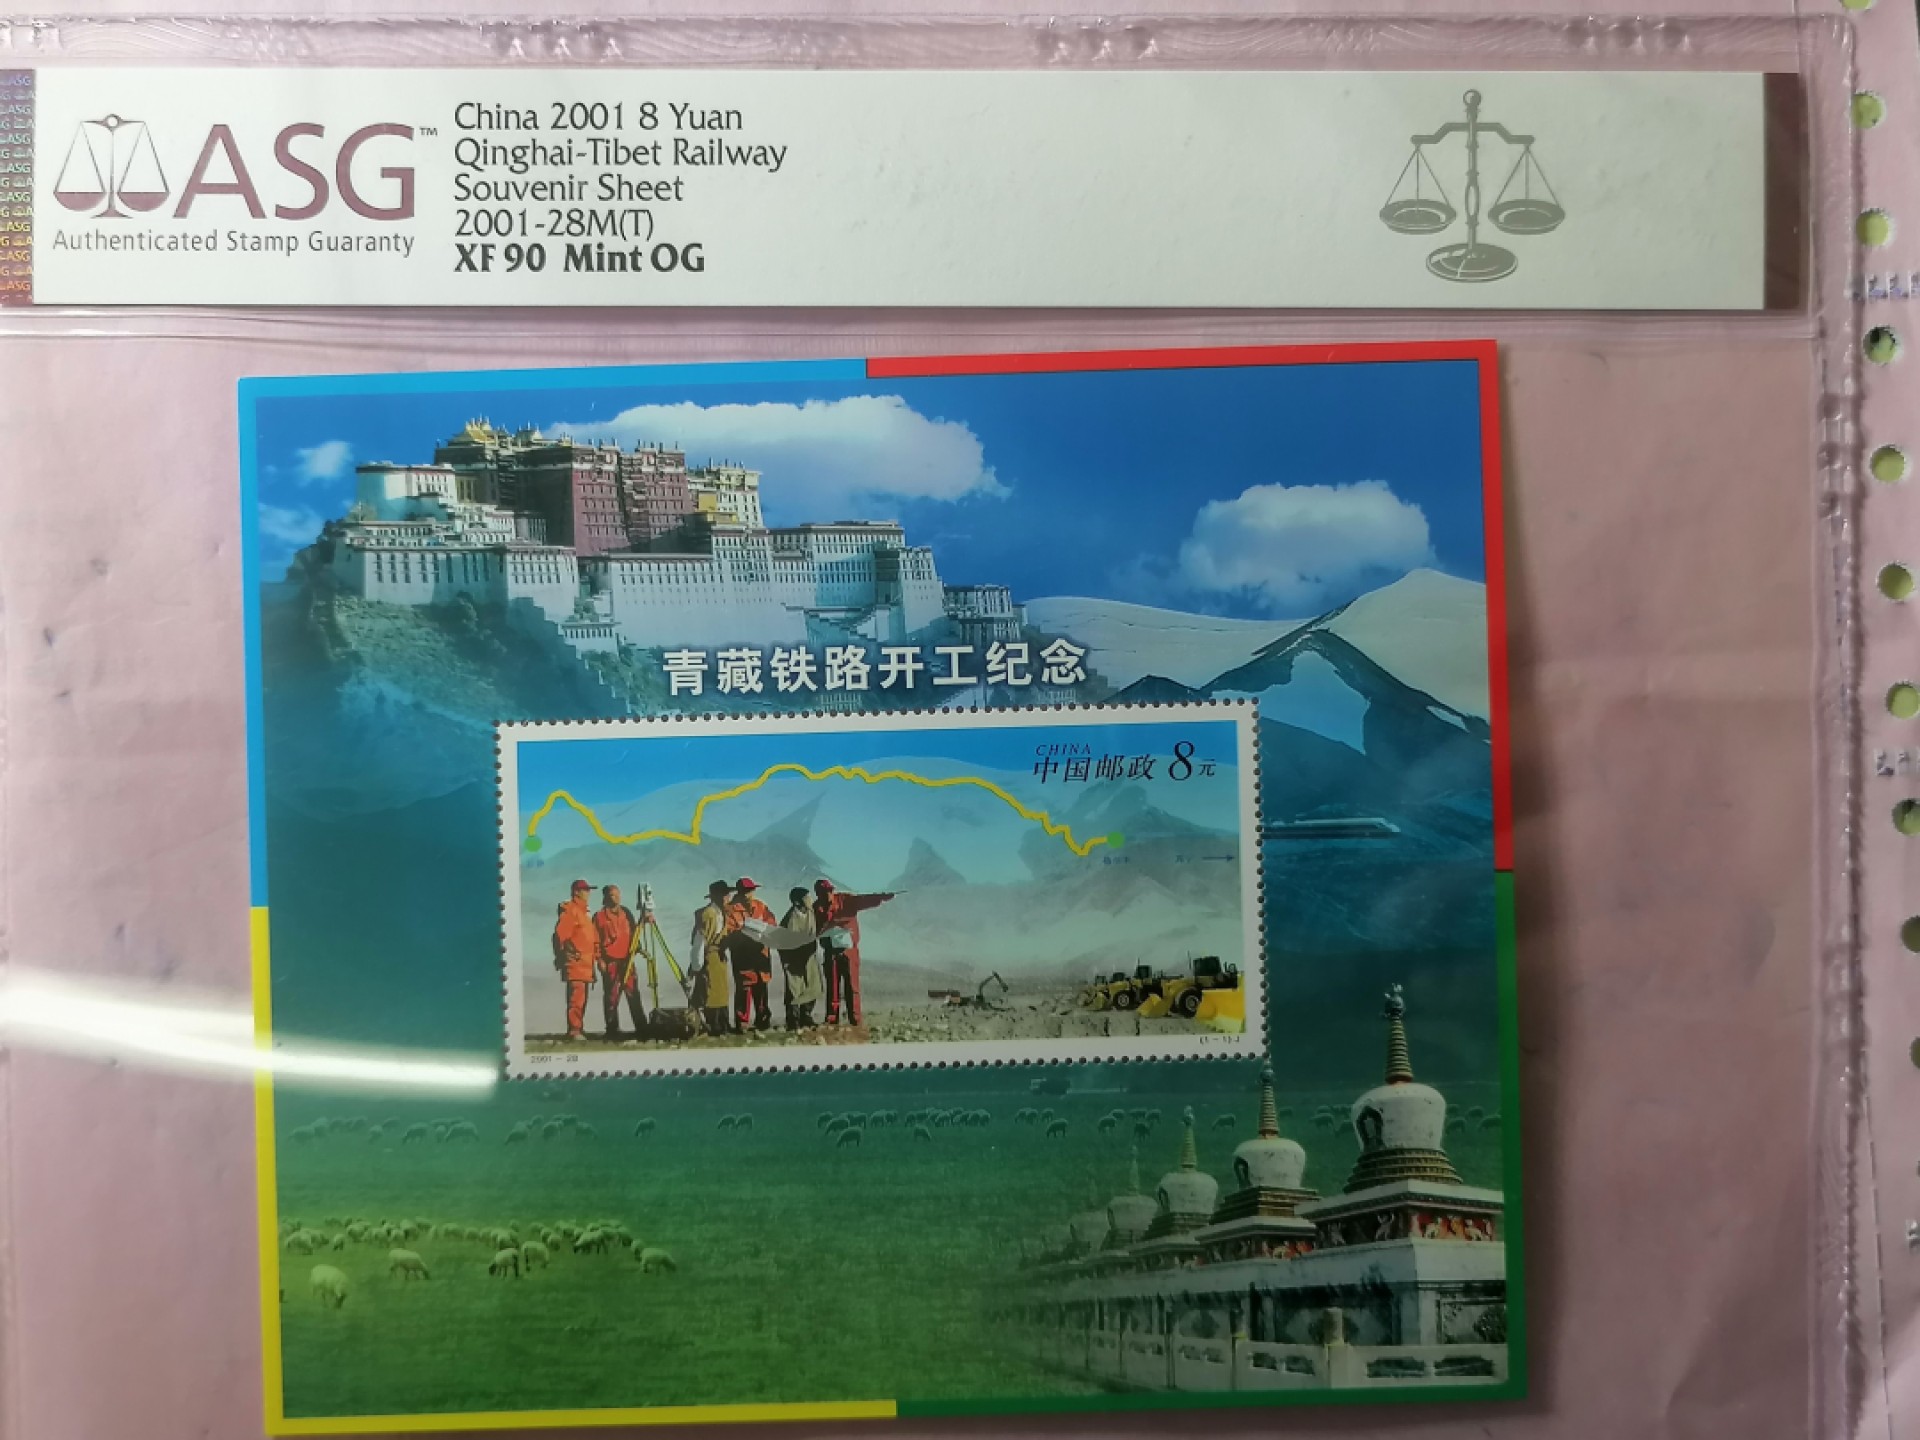 ASG™
Authenticated Stamp Guaranty
China 2001 8 Yuan
Qinghai-Tibet Railway
Souvenir Sheet
2001-28M(T)
XF 90 Mint OG
青藏铁路开工纪念
CHINA
中国邮政 8元
2001-28
(1-1)J